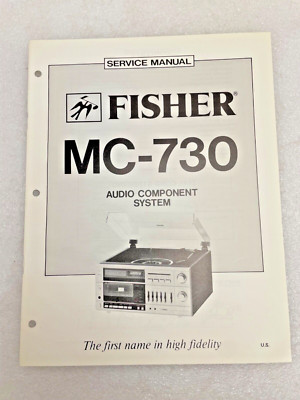 SERVICE MANUAL
FISHER®
MC-730
AUDIO COMPONENT
SYSTEM
The first name in high fidelity
U.S.